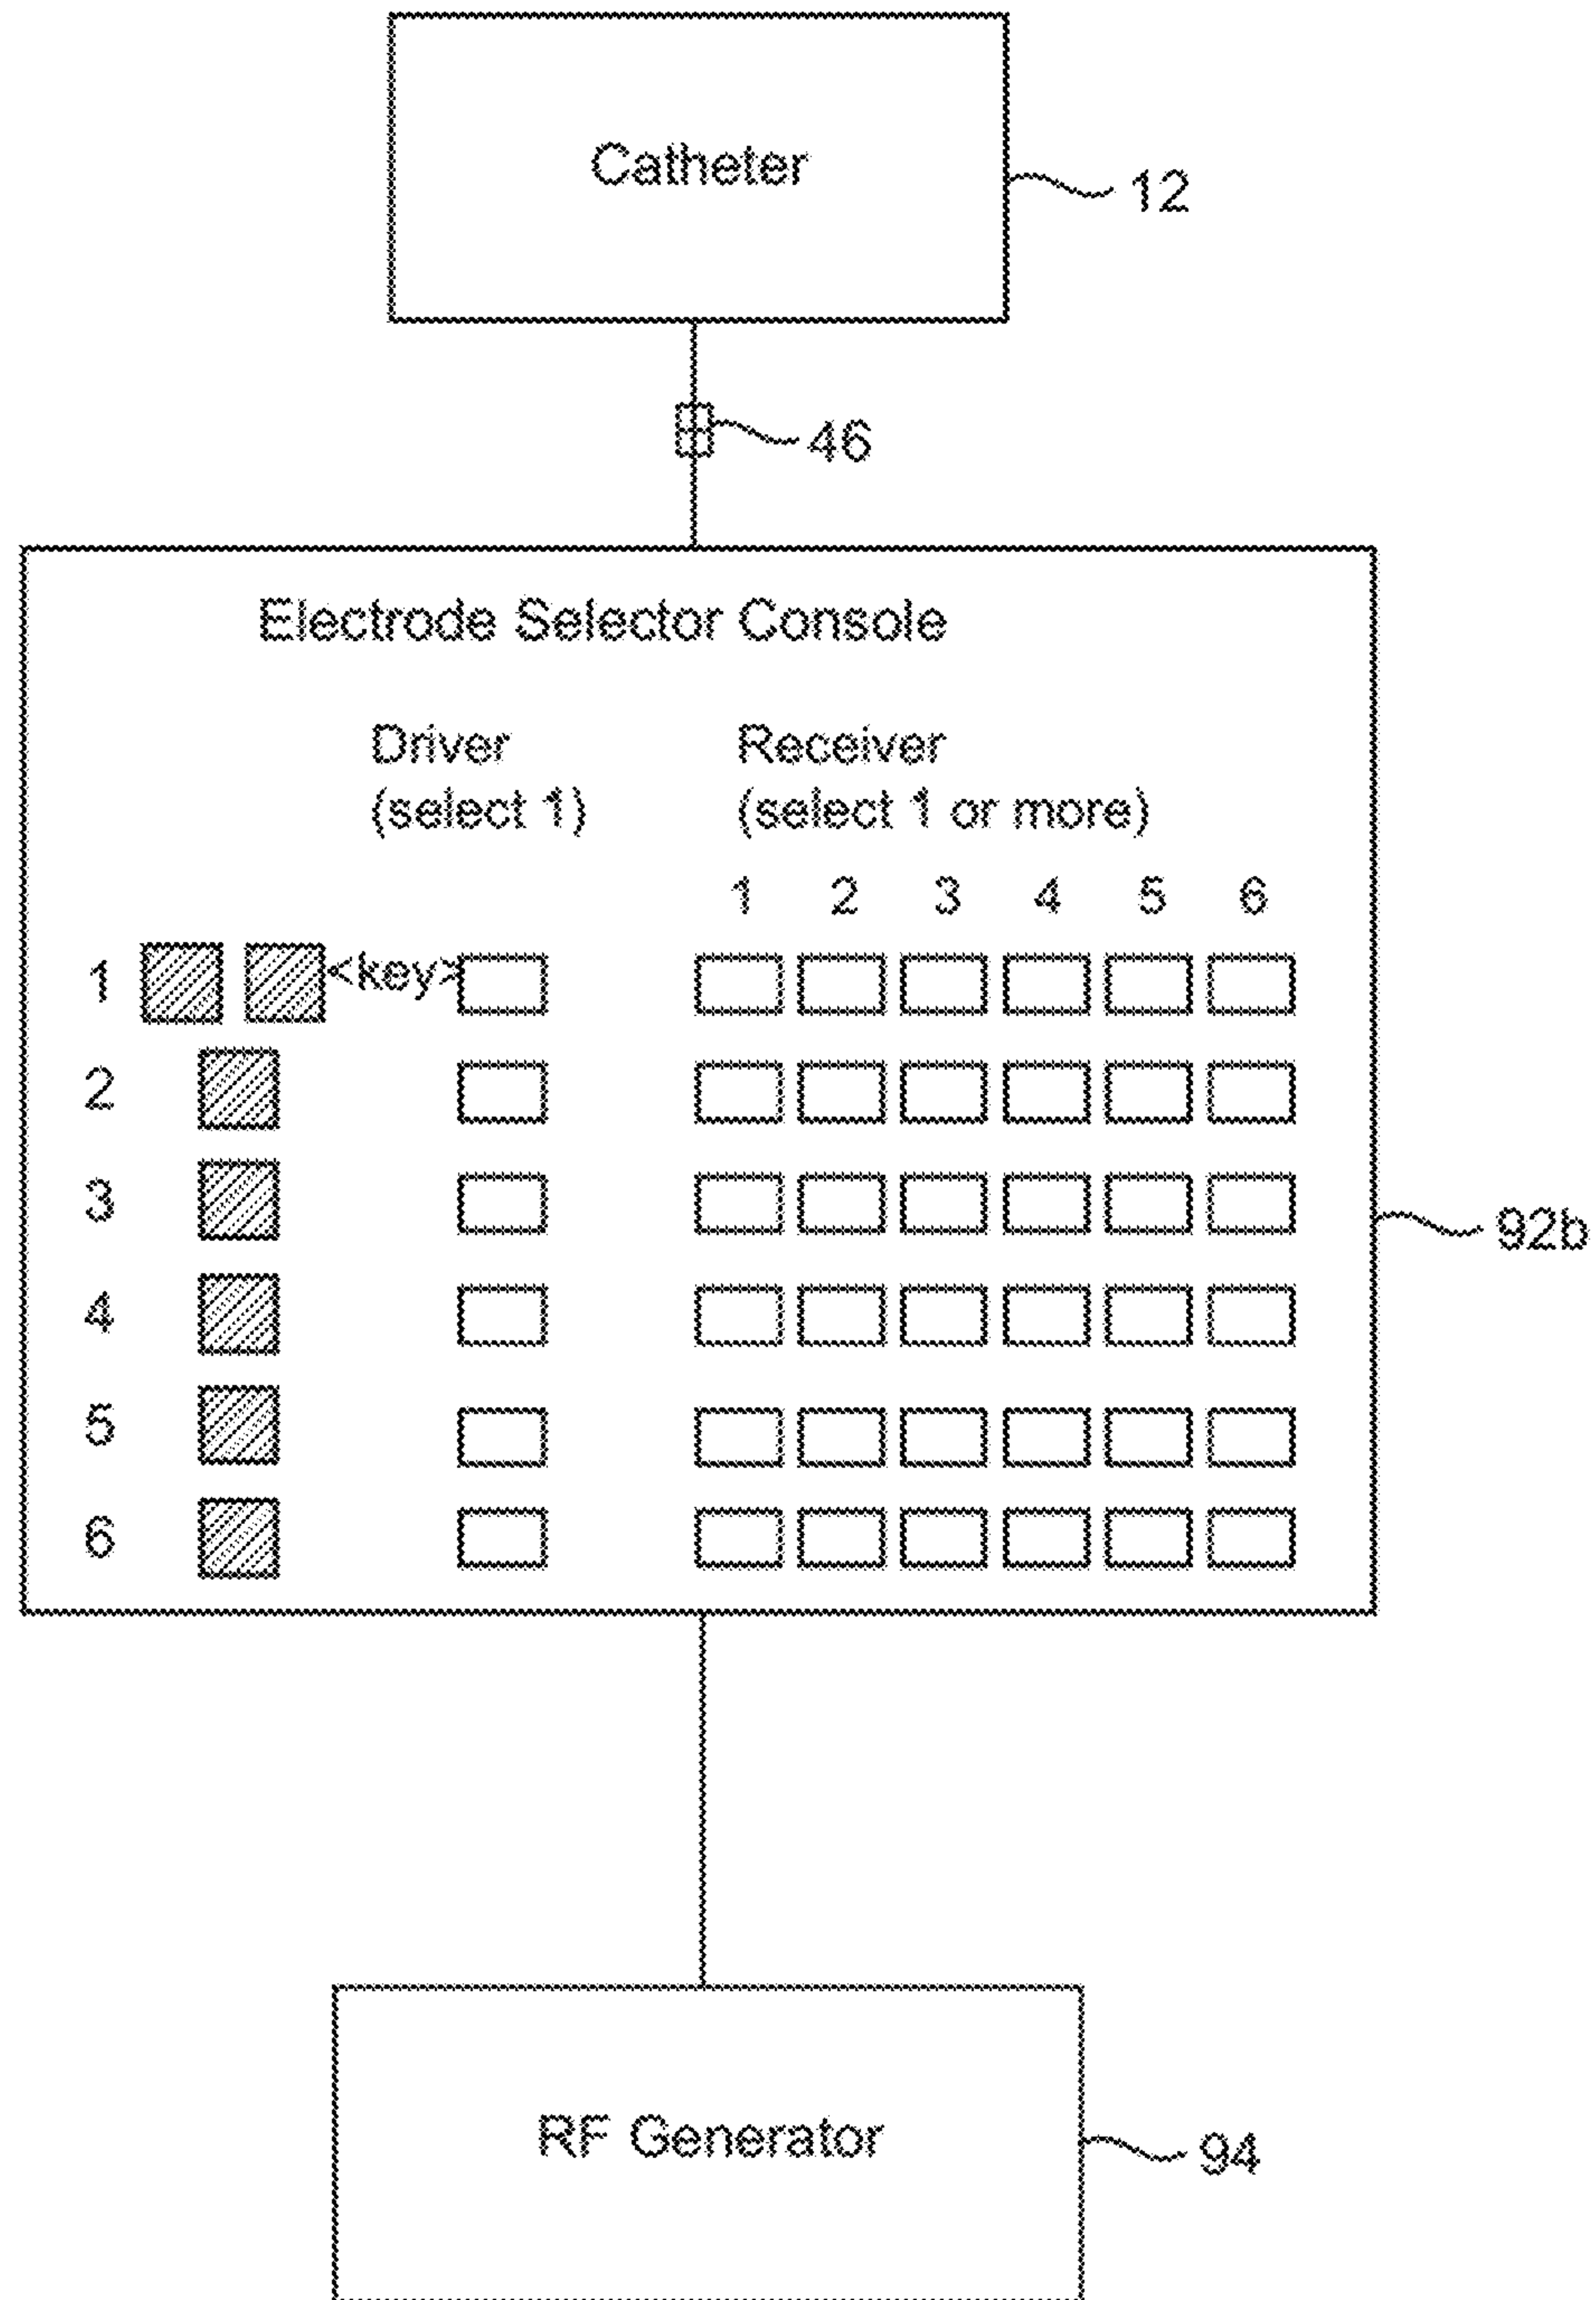 Catheter
12
46
Electrode Selector Console
Driver Receiver
(select 1) (select 1 or more)
1 2 3 4 5 6
1 <key>
2
3
92b
4
5
6
RF Generator
94